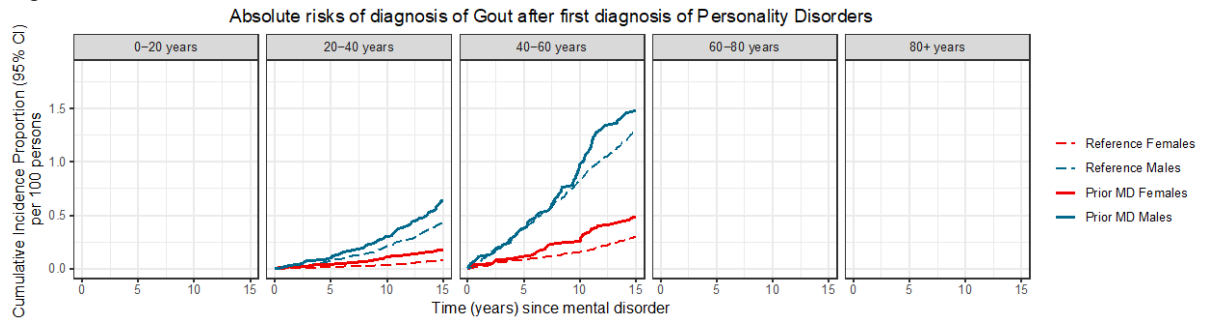 Absolute risks of diagnosis of Gout after first diagnosis of Personality Disorders
Cumulative Incidence Proportion (95% CI)
per 100 persons
0−20 years 20−40 years 40−60 years 60−80 years 80+ years
1.5
1.0
0.5
0.0
0 5 10 15 0 5 10 15 0 5 10 15 0 5 10 15 0 5 10 15
Time (years) since mental disorder
Reference Females
Reference Males
Prior MD Females
Prior MD Males